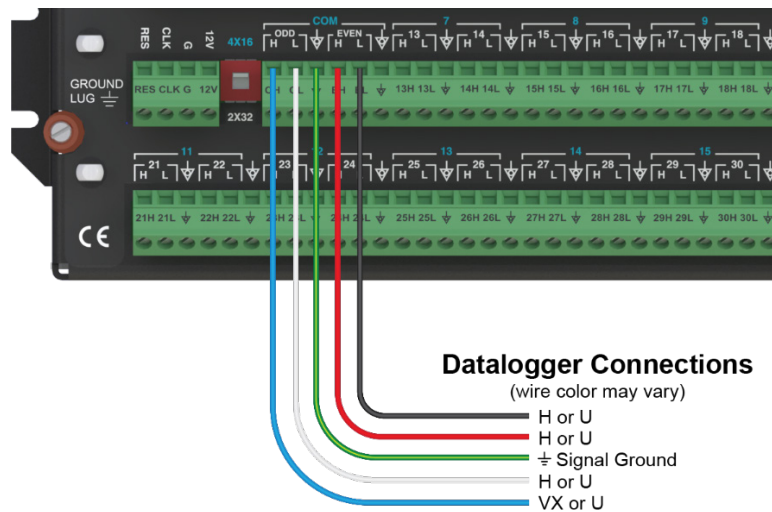 COM 7 8 9
RES CLK G 12V 4X16 ODD EVEN 13 14 15 16 17 18
H L H L H L H L H L H L H L H L
GROUND LUG
RES CLK G 12V 13H 13L 14H 14L 15H 15L 16H 16L 17H 17L 18H 18L
2X32
11 12 13 14 15
21 22 23 24 25 26 27 28 29 30
H L H L H L H L H L H L H L H L H L H L
21H 21L 22H 22L 25H 25L 26H 26L 27H 27L 28H 28L 29H 29L 30H 30L
CE
Datalogger Connections
(wire color may vary)
H or U
H or U
⏚ Signal Ground
H or U
VX or U